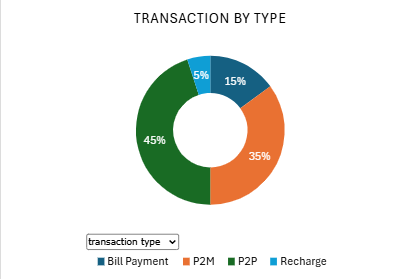 TRANSACTION BY TYPE
5%
15%
45%
35%
transaction type
Bill Payment P2M P2P Recharge